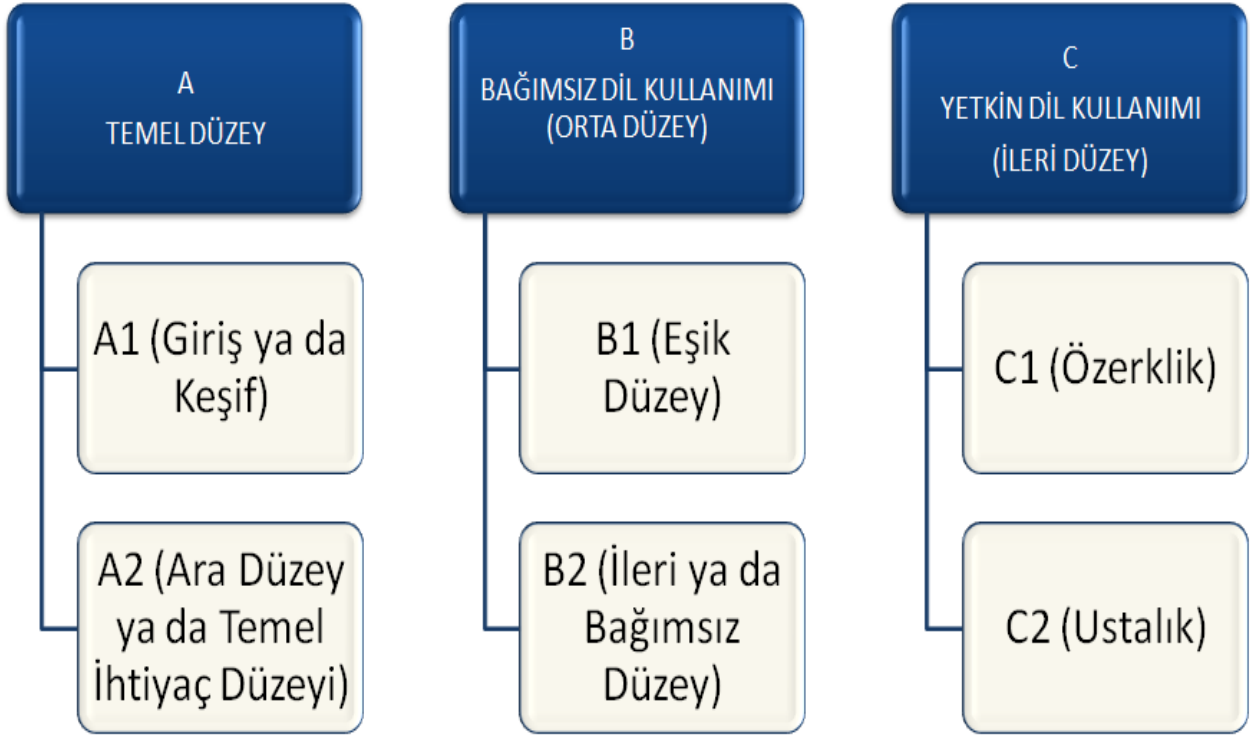 A
TEMEL DÜZEY
A1 (Giriş ya da
Keşif)
A2 (Ara Düzey
ya da Temel
İhtiyaç Düzeyi)
B
BAĞIMSIZ DİL KULLANIMI
(ORTA DÜZEY)
B1 (Eşik
Düzey)
B2 (İleri ya da
Bağımsız
Düzey)
C
YETKİN DİL KULLANIMI
(İLERİ DÜZEY)
C1 (Özerklik)
C2 (Ustalık)